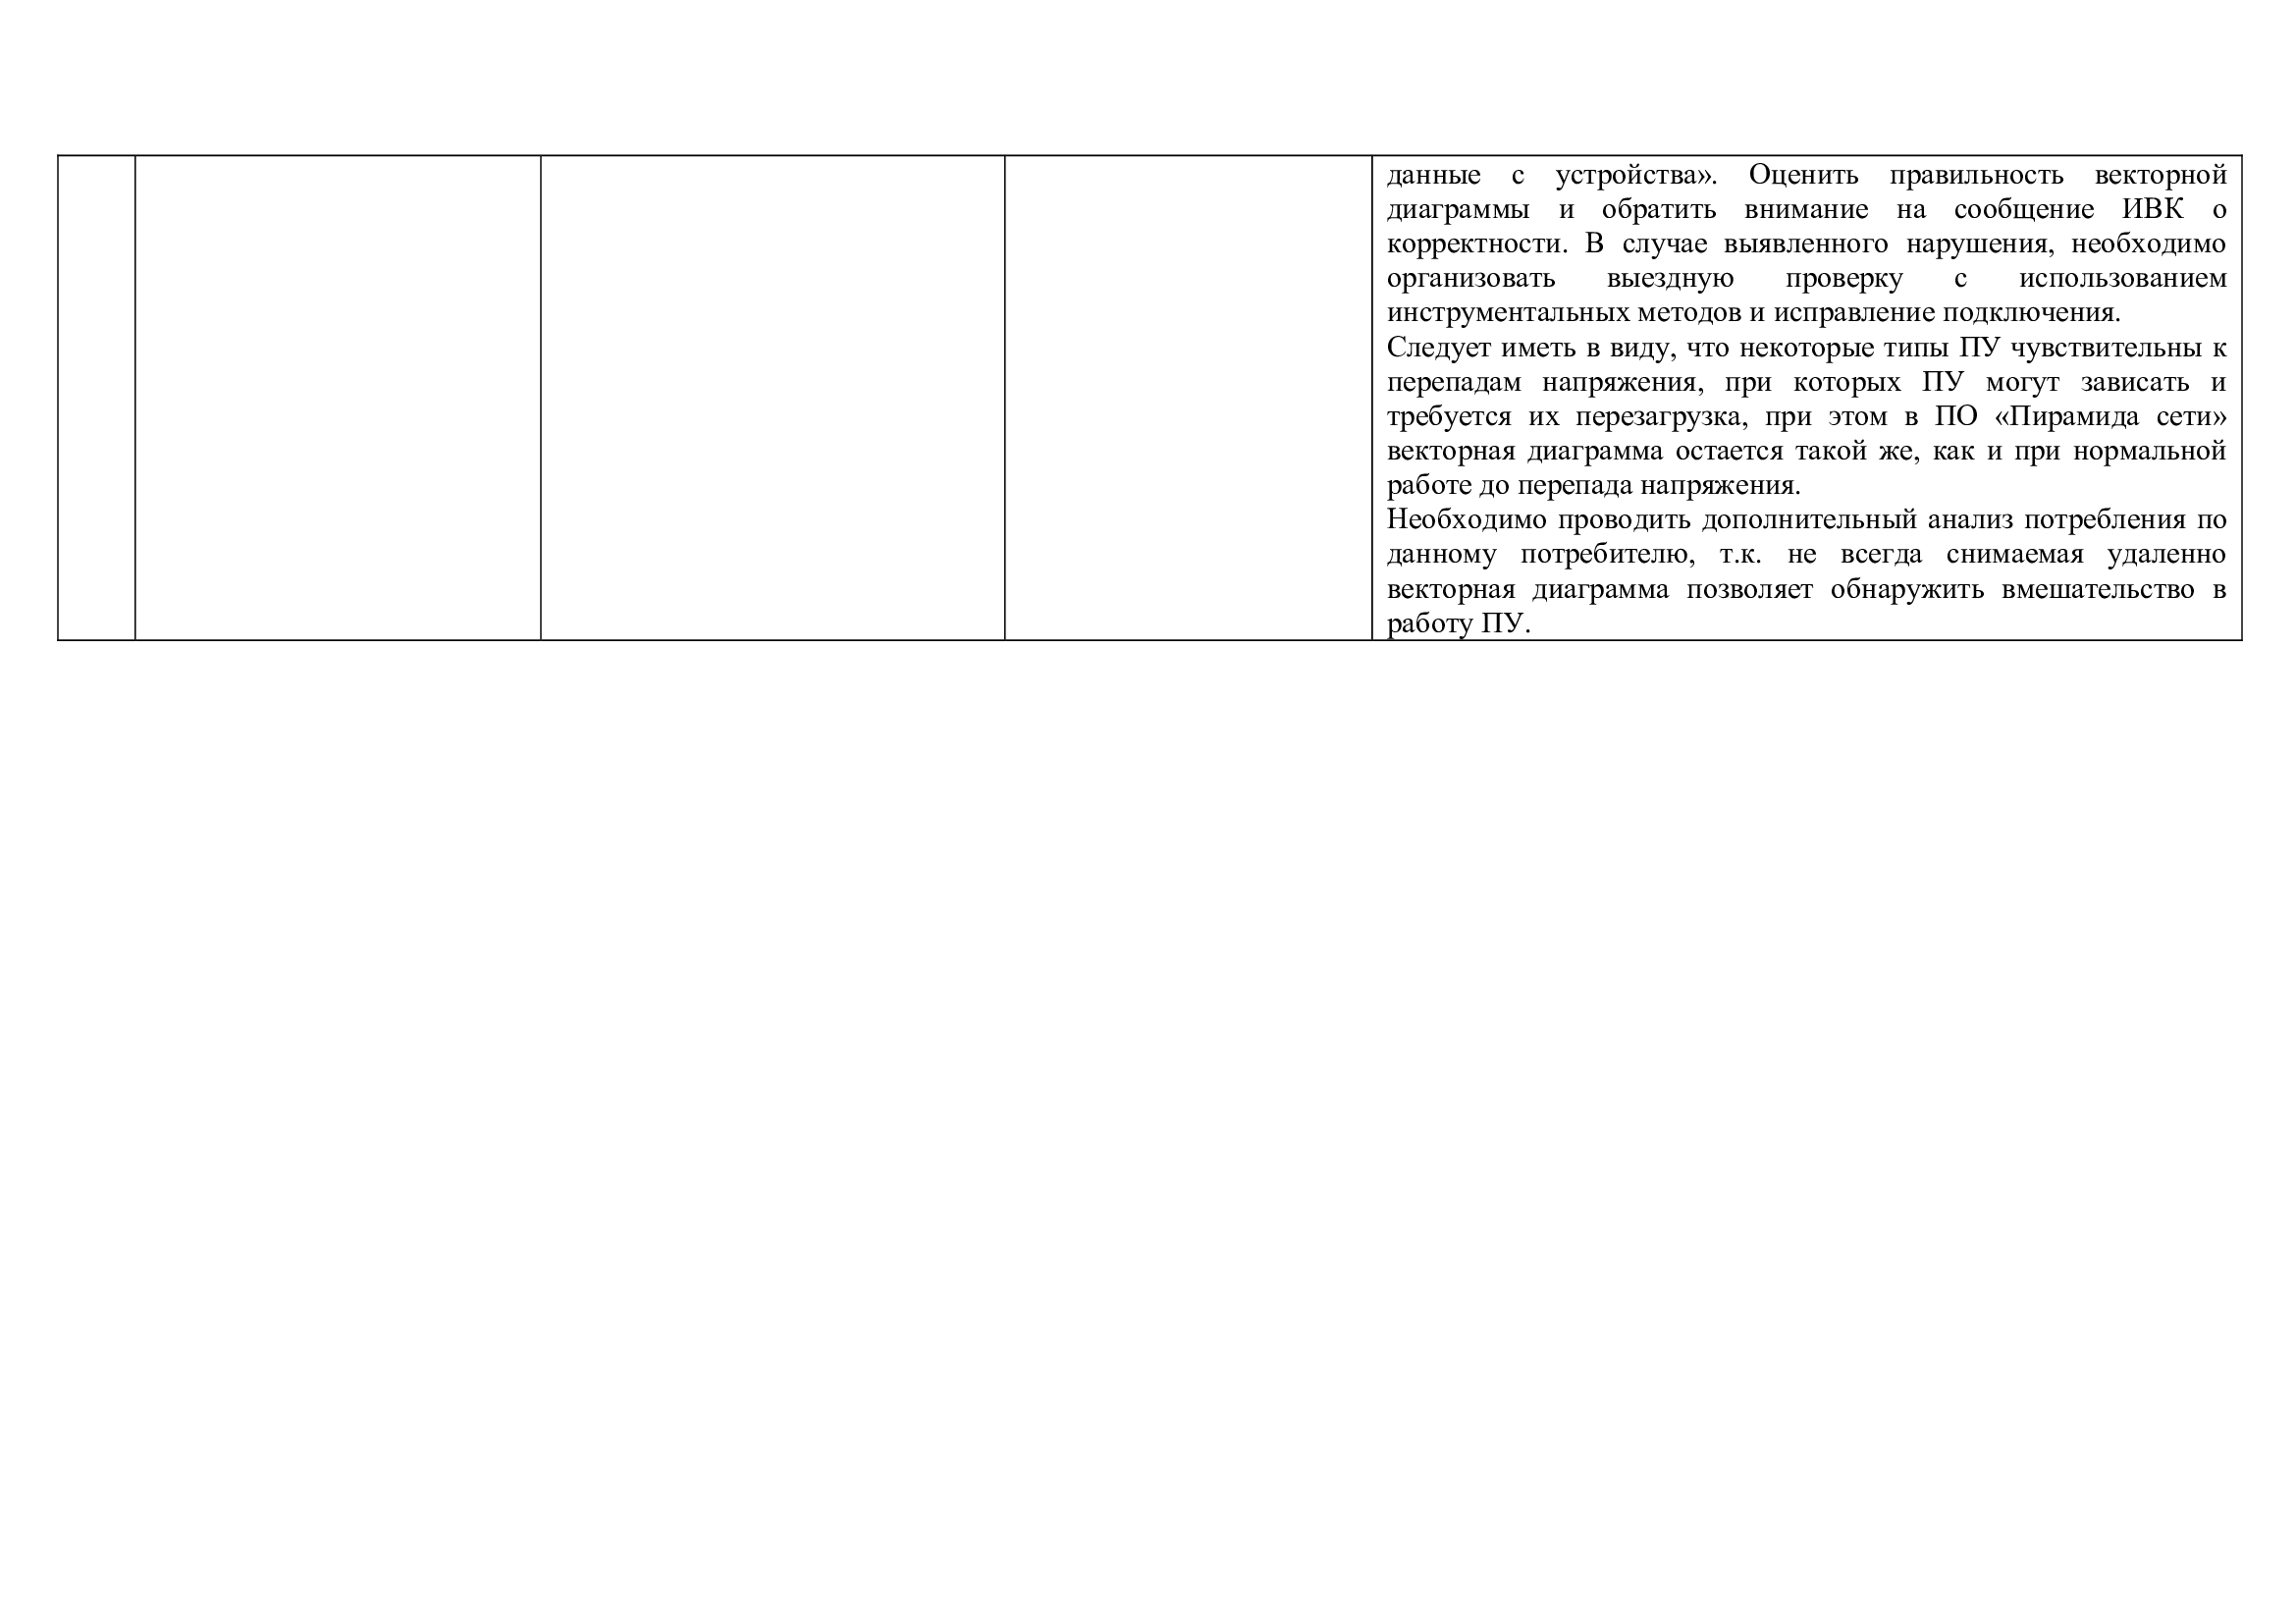 данные с устройства». Оценить правильность векторной
диаграммы и обратить внимание на сообщение ИВК о
корректности. В случае выявленного нарушения, необходимо
организовать выездную проверку с использованием
инструментальных методов и исправление подключения.
Следует иметь в виду, что некоторые типы ПУ чувствительны к
перепадам напряжения, при которых ПУ могут зависать и
требуется их перезагрузка, при этом в ПО «Пирамида сети»
векторная диаграмма остается такой же, как и при нормальной
работе до перепада напряжения.
Необходимо проводить дополнительный анализ потребления по
данному потребителю, т.к. не всегда снимаемая удаленно
векторная диаграмма позволяет обнаружить вмешательство в
работу ПУ.